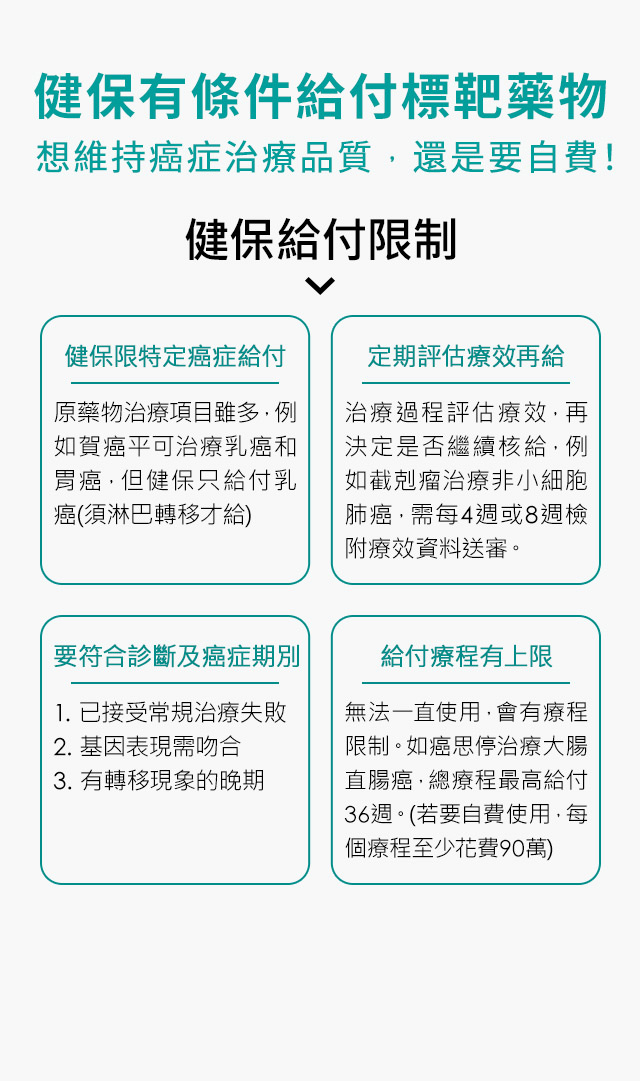 健保有條件給付標靶藥物
想維持癌症治療品質，還是要自費！
健保給付限制
健保限特定癌症給付
原藥物治療項目雖多，例
如賀癌平可治療乳癌和
胃癌，但健保只給付乳
癌(須淋巴轉移才給)
定期評估療效再給
治療過程評估療效，再
決定是否繼續核給，例
如截剋瘤治療非小細胞
肺癌，需每4週或8週檢
附療效資料送審。
要符合診斷及癌症期別
1. 已接受常規治療失敗
2. 基因表現需吻合
3. 有轉移現象的晚期
給付療程有上限
無法一直使用，會有療程
限制。如癌思停治療大腸
直腸癌，總療程最高給付
36週。(若要自費使用，每
個療程至少花費90萬)